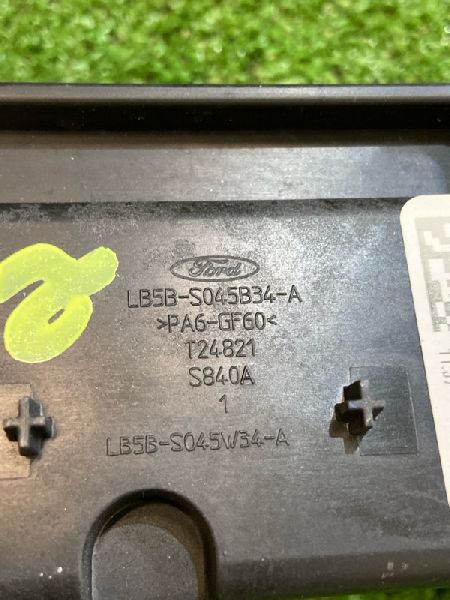 Ford
LB5B-S045B34-A
>PA6-GF60<
T24821
S840A
1
LB5B-S045W34-A